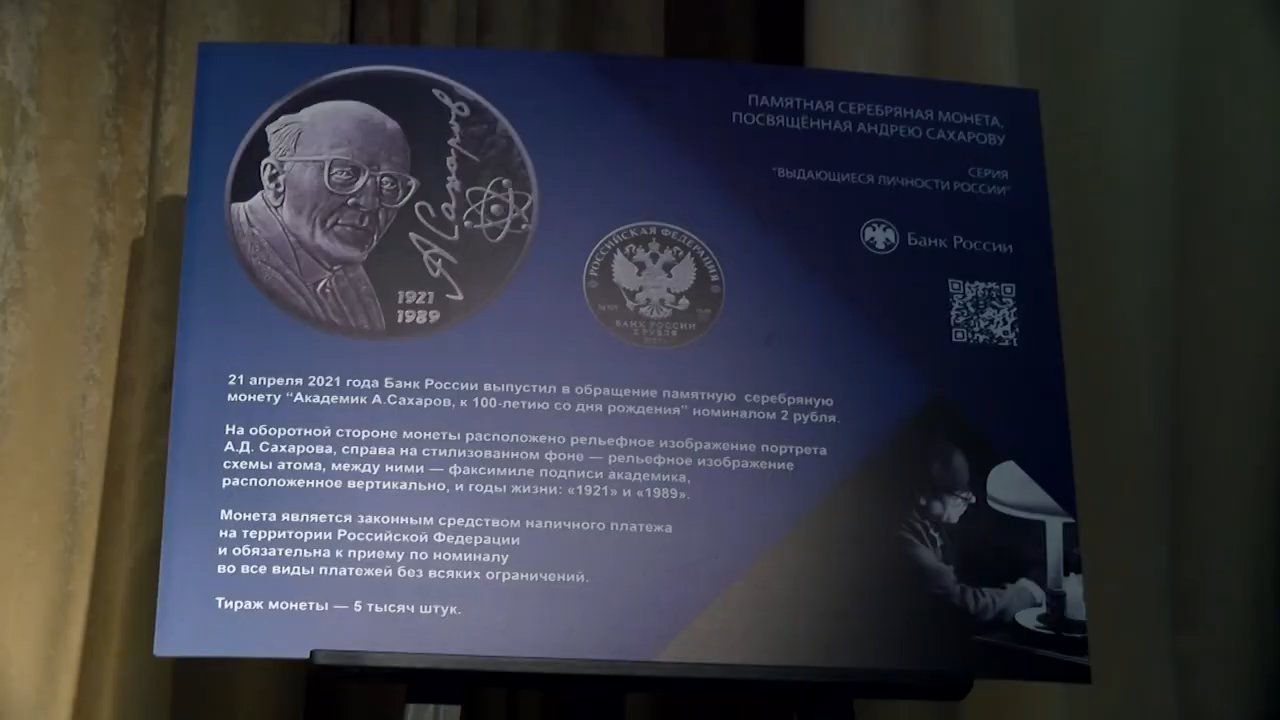 ПАМЯТНАЯ СЕРЕБРЯНАЯ МОНЕТА,
ПОСВЯЩЁННАЯ АНДРЕЮ САХАРОВУ
СЕРИЯ
"ВЫДАЮЩИЕСЯ ЛИЧНОСТИ РОССИИ"
Банк России
А Сахаров
1921
1989
РОССИЙСКАЯ ФЕДЕРАЦИЯ
БАНК РОССИИ
2 РУБЛЯ
21 апреля 2021 года Банк России выпустил в обращение памятную серебряную
монету “Академик А.Сахаров, к 100-летию со дня рождения” номиналом 2 рубля.
На оборотной стороне монеты расположено рельефное изображение портрета
А.Д. Сахарова, справа на стилизованном фоне — рельефное изображение
схемы атома, между ними — факсимиле подписи академика,
расположенное вертикально, и годы жизни: «1921» и «1989».
Монета является законным средством наличного платежа
на территории Российской Федерации
и обязательна к приему по номиналу
во все виды платежей без всяких ограничений.
Тираж монеты — 5 тысяч штук.